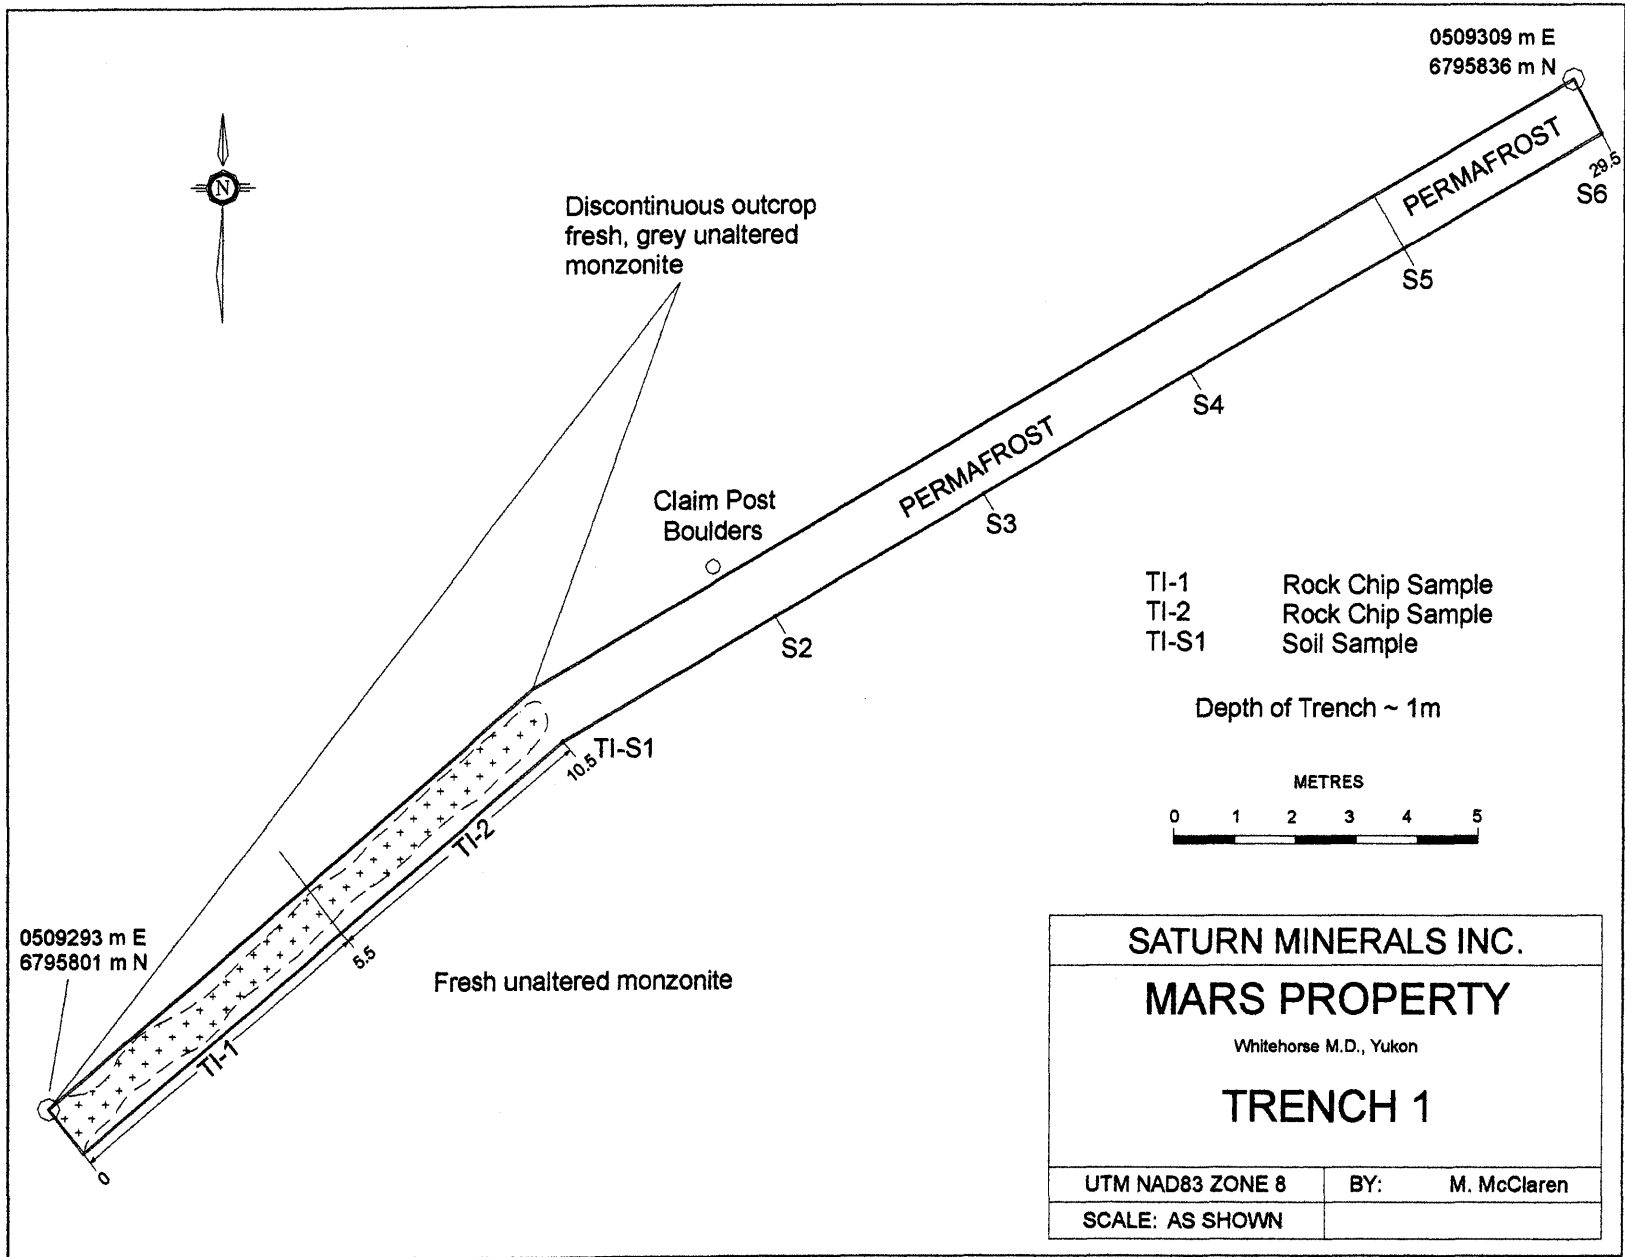 0509309 m E
6795836 m N
N
Discontinuous outcrop
fresh, grey unaltered
monzonite
PERMAFROST
29.5
S6
S5
S4
PERMAFROST
S3
Claim Post
Boulders
S2
TI-1 Rock Chip Sample
TI-2 Rock Chip Sample
TI-S1 Soil Sample
Depth of Trench ~ 1m
TI-S1
10.5
METRES
0 1 2 3 4 5
TI-2
0509293 m E
6795801 m N
5.5
Fresh unaltered monzonite
TI-1
0
SATURN MINERALS INC.
MARS PROPERTY
Whitehorse M.D., Yukon
TRENCH 1
UTM NAD83 ZONE 8 BY: M. McClaren
SCALE: AS SHOWN